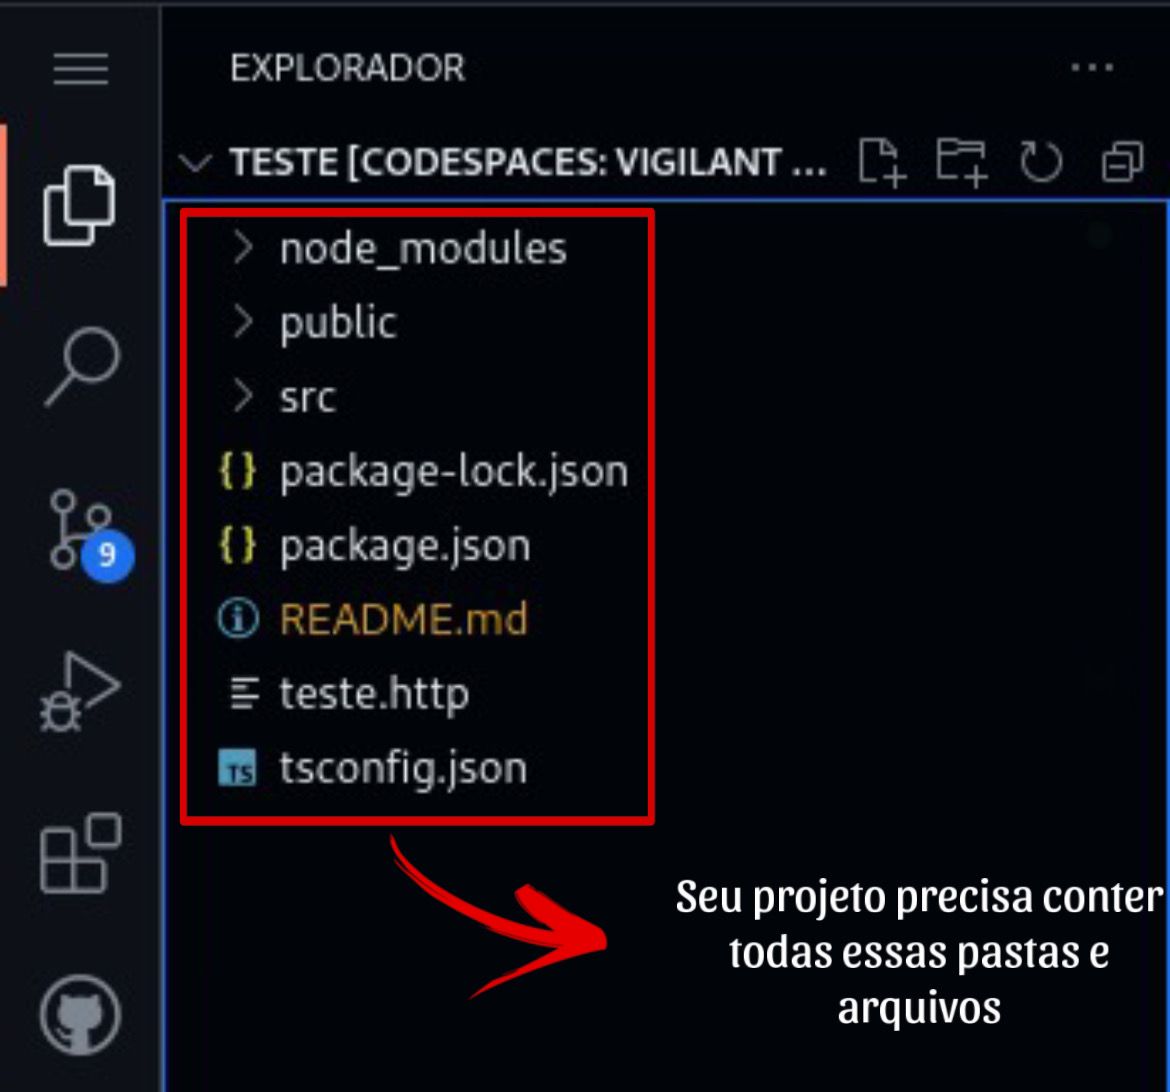 EXPLORADOR
TESTE [CODESPACES: VIGILANT ...
node_modules
public
src
{} package-lock.json
{} package.json
README.md
teste.http
TS tsconfig.json
9
Seu projeto precisa conter
todas essas pastas e
arquivos